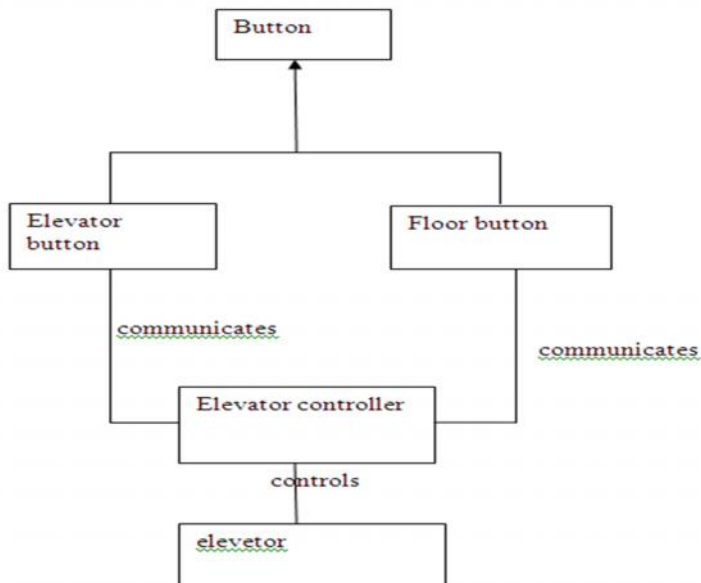 Button
Elevator
button
Floor button
communicates
communicates
Elevator controller
controls
elevetor